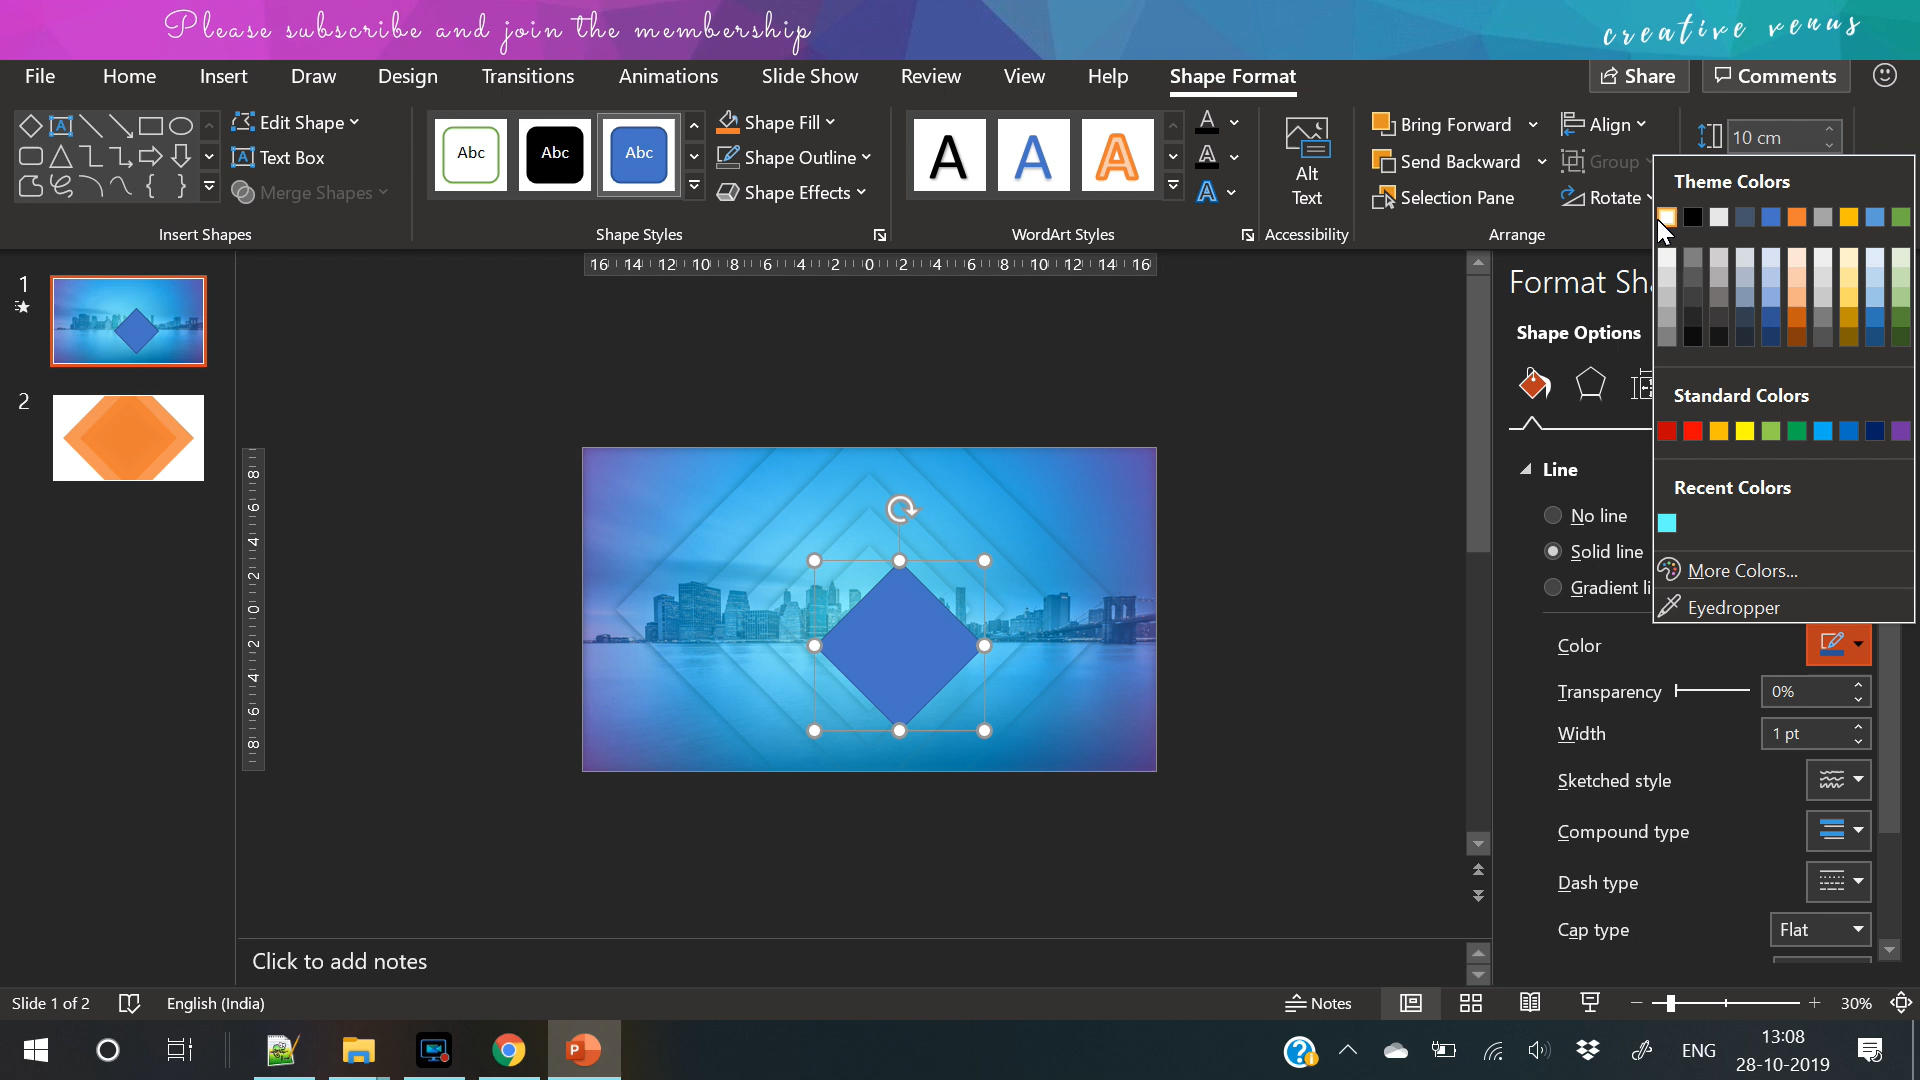 Please subscribe and join the membership
creative venus
File Home Insert Draw Design Transitions Animations Slide Show Review View Help Shape Format Share Comments
Edit Shape
Text Box
Merge Shapes
Insert Shapes
Abc Abc Abc
Shape Fill
Shape Outline
Shape Effects
Shape Styles
A A A
WordArt Styles
Alt
Text
Accessibility
Bring Forward
Send Backward
Selection Pane
Align
Group
Rotate
Arrange
10 cm
Theme Colors
Standard Colors
Recent Colors
More Colors...
Eyedropper
1
2
16 14 12 10 8 6 4 2 0 2 4 6 8 10 12 14 16
8 6 4 2 0 2 4 6 8
Format Sha
Shape Options
Line
No line
Solid line
Gradient li
Color
Transparency 0%
Width 1 pt
Sketched style
Compound type
Dash type
Cap type Flat
Click to add notes
Slide 1 of 2 English (India) Notes 30%
ENG 13:08
28-10-2019